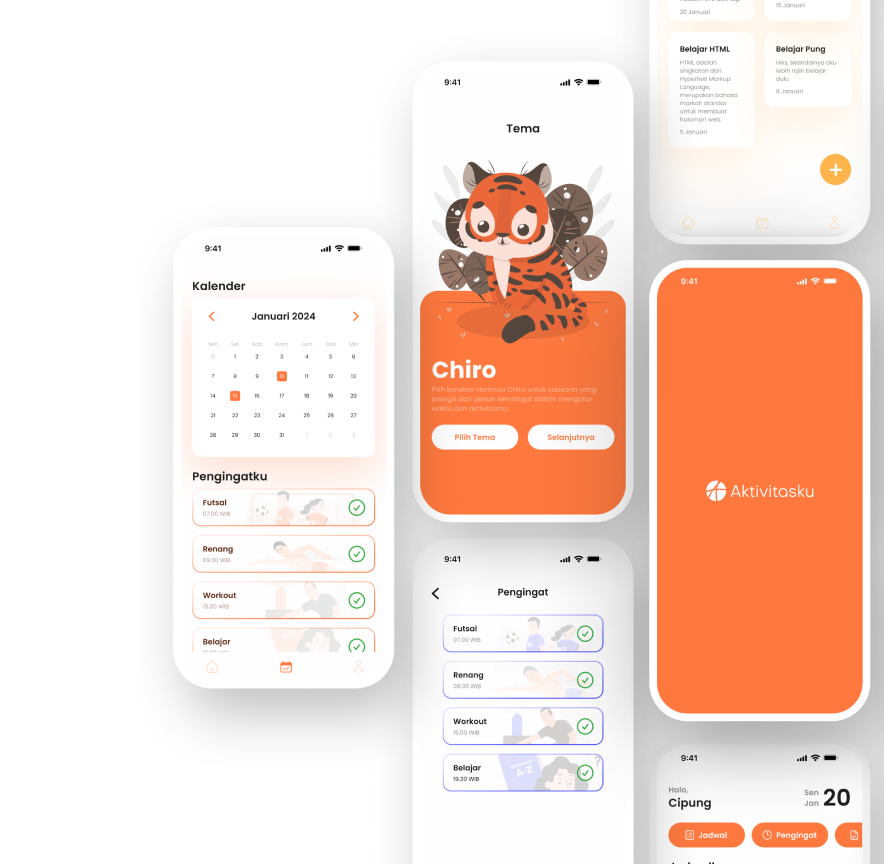 9:41
Kalender
Januari 2024
Sen Sel Rab Kam Jum Sab Min
31 1 2 3 4 5 6
7 8 9 10 11 12 13
14 15 16 17 18 19 20
21 22 23 24 25 26 27
28 29 30 31 1 2 3
Pengingatku
Futsal
07.00 WIB
Renang
09.30 WIB
Workout
15.00 WIB
Belajar
9:41
Tema
Chiro
Pilih karakter Harimau Chiro untuk suasana yang
energik dan penuh semangat dalam mengatur
waktu dan aktivitasmu
Pilih Tema
Selanjutnya
9:41
Pengingat
Futsal
07.00 WIB
Renang
09.30 WIB
Workout
15.00 WIB
Belajar
19.30 WIB
A-Z
?
20 Januari
15 Januari
Belajar HTML
HTML adalah
singkatan dari
Hypertext Markup
Language,
merupakan bahasa
markah standar
untuk membuat
halaman web.
5 Januari
Belajar Pung
Hiks, seandainya aku
lebih rajin belajar
dulu
8 Januari
9:41
Aktivitasku
9:41
Halo,
Cipung
Sen
Jan
20
Jadwal
Pengingat